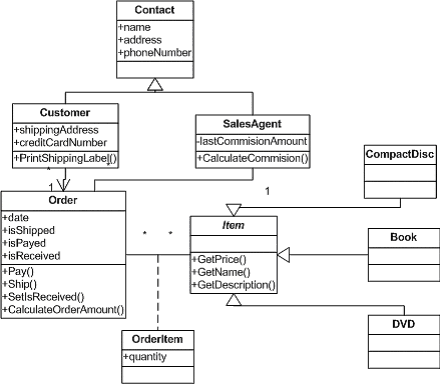 Contact
+name
+address
+phoneNumber
Customer
+shippingAddress
+creditCardNumber
+PrintShippingLabel()
SalesAgent
-lastCommisionAmount
+CalculateCommision()
CompactDisc
*
1
1
Order
+date
+isShipped
+isPayed
+isReceived
+Pay()
+Ship()
+SetIsReceived()
+CalculateOrderAmount()
*
*
Item
+GetPrice()
+GetName()
+GetDescription()
Book
DVD
OrderItem
+quantity